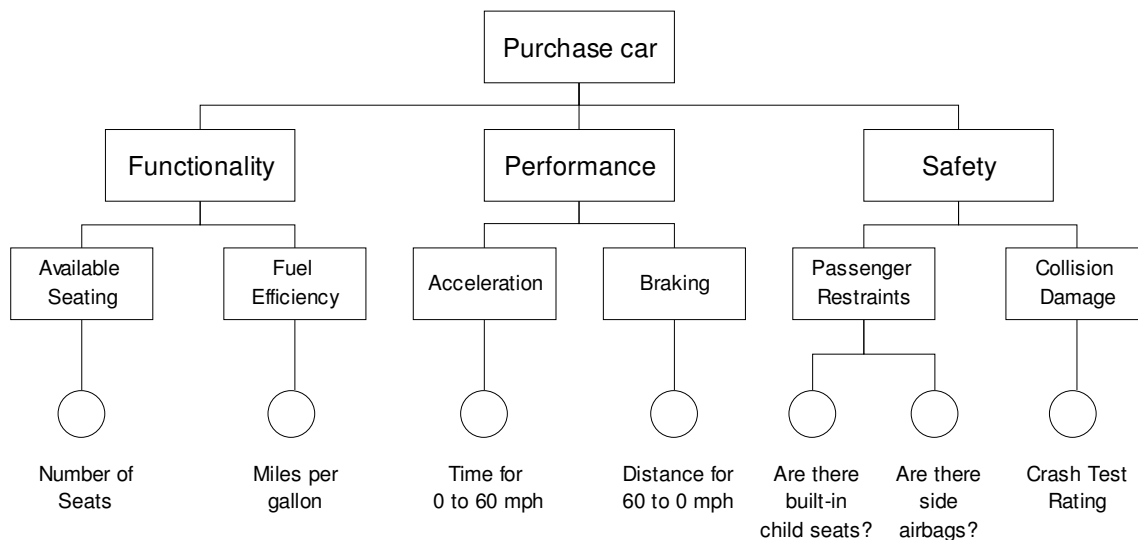 Purchase car
Functionality
Performance
Safety
Available
Seating
Fuel
Efficiency
Acceleration
Braking
Passenger
Restraints
Collision
Damage
Number of
Seats
Miles per
gallon
Time for
0 to 60 mph
Distance for
60 to 0 mph
Are there
built-in
child seats?
Are there
side
airbags?
Crash Test
Rating